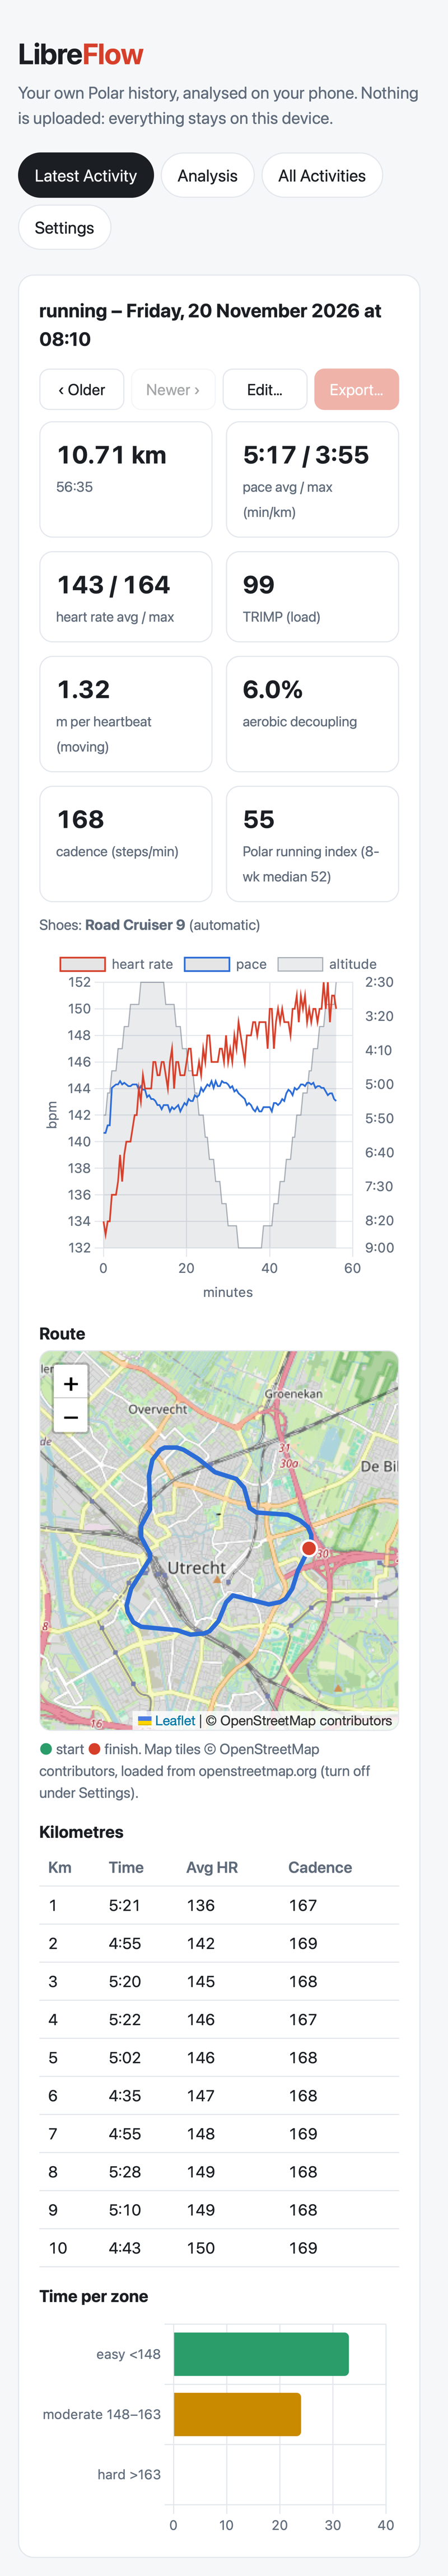 LibreFlow
Your own Polar history, analysed on your phone. Nothing
is uploaded: everything stays on this device.
Latest Activity
Analysis
All Activities
Settings
running – Friday, 20 November 2026 at
08:10
‹ Older
Newer ›
Edit...
Export...
10.71 km
56:35
5:17 / 3:55
pace avg / max
(min/km)
143 / 164
heart rate avg / max
99
TRIMP (load)
1.32
m per heartbeat
(moving)
6.0%
aerobic decoupling
168
cadence (steps/min)
55
Polar running index (8-
wk median 52)
Shoes: Road Cruiser 9 (automatic)
heart rate
pace
altitude
152
150
148
146
144
142
140
138
136
134
132
bpm
2:30
3:20
4:10
5:00
5:50
6:40
7:30
8:20
9:00
0
20
40
60
minutes
Route
+
−
Groenekan
Overvecht
31
30a
De Bil
30
Utrecht
8
16
Leaflet | © OpenStreetMap contributors
start finish. Map tiles © OpenStreetMap
contributors, loaded from openstreetmap.org (turn off
under Settings).
Kilometres
Km Time Avg HR Cadence
1 5:21 136 167
2 4:55 142 169
3 5:20 145 168
4 5:22 146 167
5 5:02 146 168
6 4:35 147 168
7 4:55 148 169
8 5:28 149 168
9 5:10 149 168
10 4:43 150 169
Time per zone
easy <148
moderate 148–163
hard >163
0
10
20
30
40